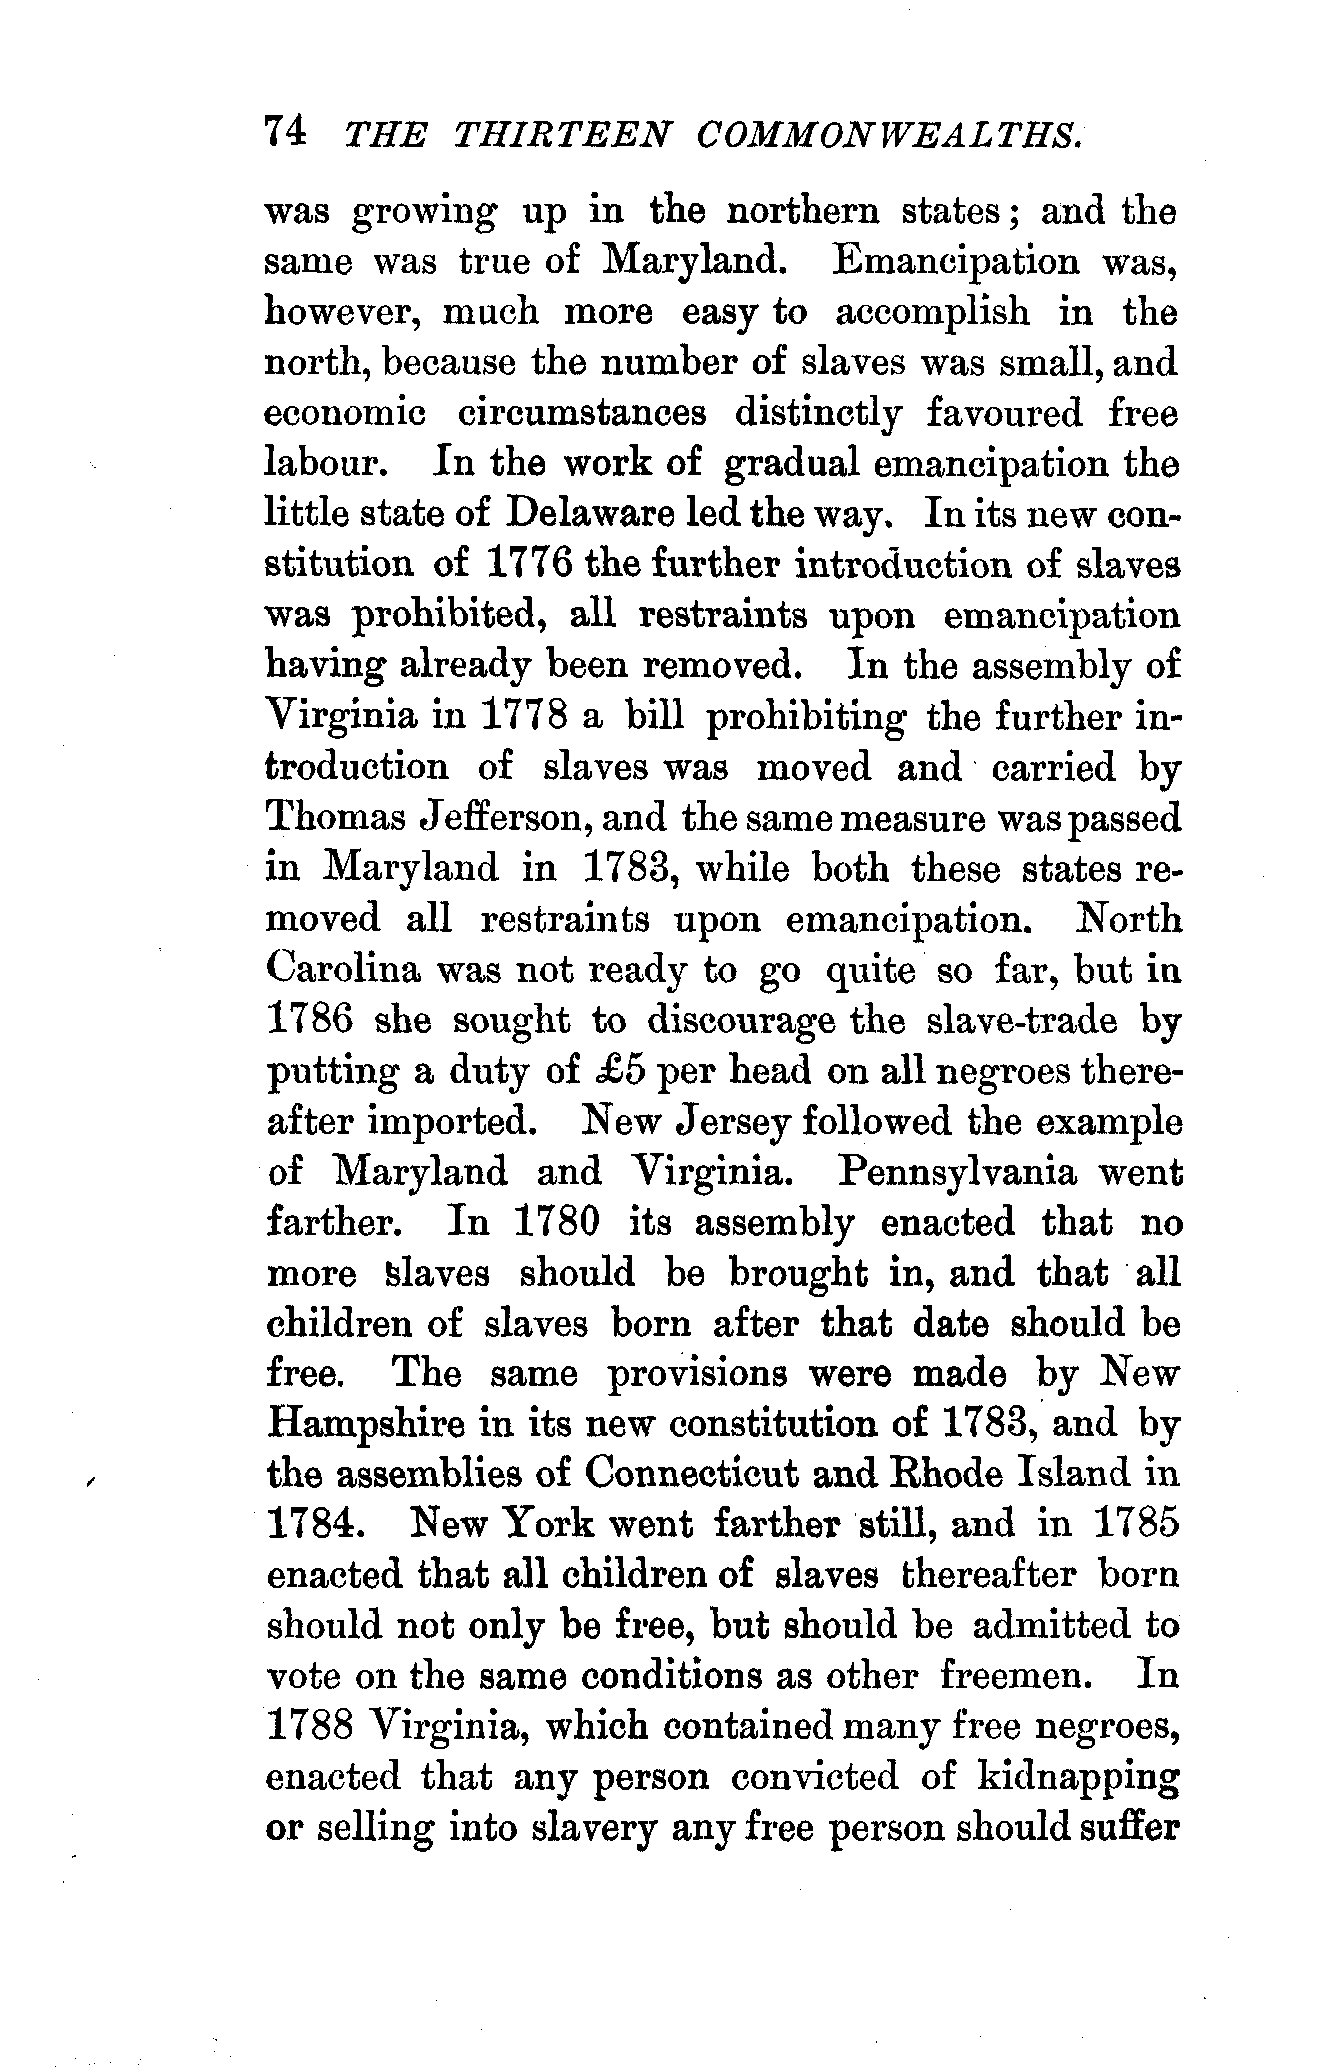 74 THE THIRTEEN COMMONWEALTHS.
was growing up in the northern states; and the
same was true of Maryland. Emancipation was,
however, much more easy to accomplish in the
north, because the number of slaves was small, and
economic circumstances distinctly favoured free
labour. In the work of gradual emancipation the
little state of Delaware led the way. In its new con-
stitution of 1776 the further introduction of slaves
was prohibited, all restraints upon emancipation
having already been removed. In the assembly of
Virginia in 1778 a bill prohibiting the further in-
troduction of slaves was moved and carried by
Thomas Jefferson, and the same measure was passed
in Maryland in 1783, while both these states re-
moved all restraints upon emancipation. North
Carolina was not ready to go quite so far, but in
1786 she sought to discourage the slave-trade by
putting a duty of £5 per head on all negroes there-
after imported. New Jersey followed the example
of Maryland and Virginia. Pennsylvania went
farther. In 1780 its assembly enacted that no
more slaves should be brought in, and that all
children of slaves born after that date should be
free. The same provisions were made by New
Hampshire in its new constitution of 1783, and by
the assemblies of Connecticut and Rhode Island in
1784. New York went farther still, and in 1785
enacted that all children of slaves thereafter born
should not only be free, but should be admitted to
vote on the same conditions as other freemen. In
1788 Virginia, which contained many free negroes,
enacted that any person convicted of kidnapping
or selling into slavery any free person should suffer